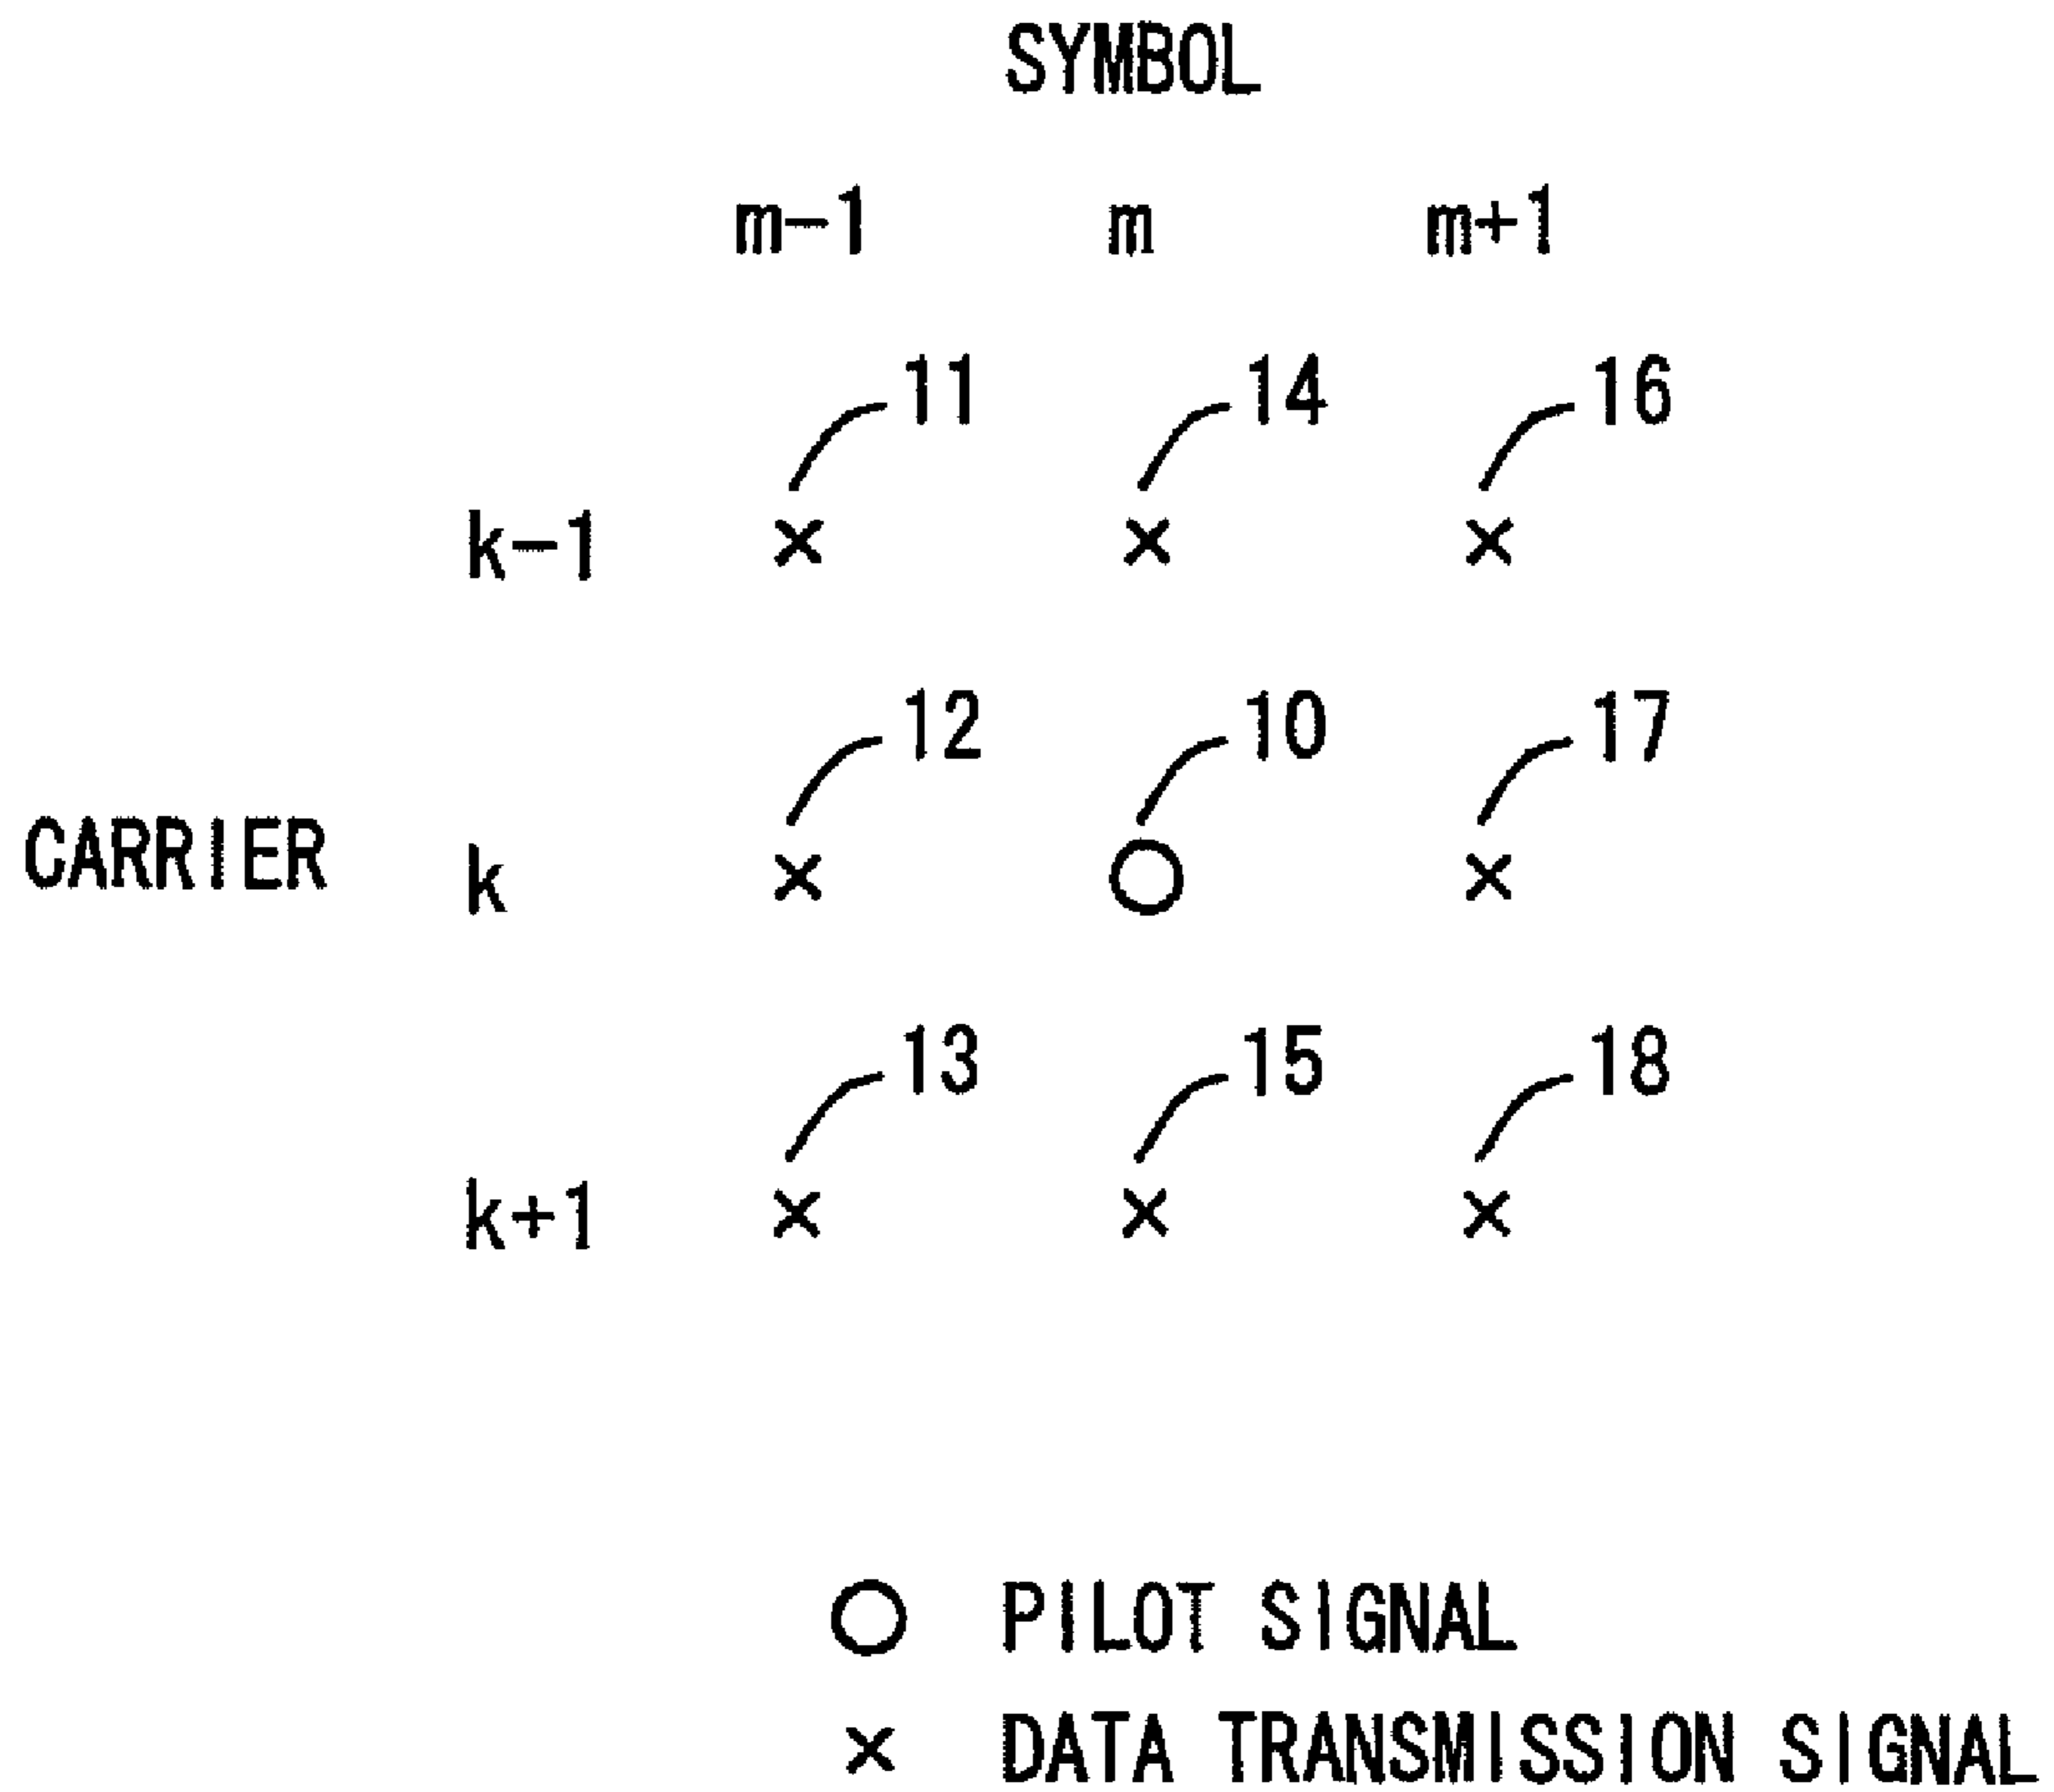 SYMBOL
m-1 m m+1
11 14 16
k-1 × × ×
12 10 17
CARRIER k × ○ ×
13 15 18
k+1 × × ×
○ PILOT SIGNAL
× DATA TRANSMISSION SIGNAL